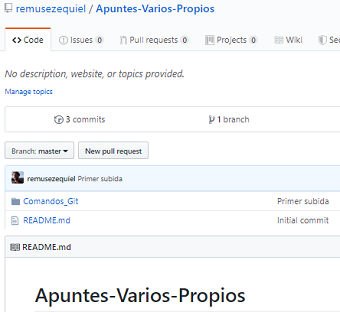 remusezequiel / Apuntes-Varios-Propios
Code Issues 0 Pull requests 0 Projects 0 Wiki
No description, website, or topics provided.
Manage topics
3 commits 1 branch
Branch: master New pull request
remusezequiel Primer subida
Comandos_Git Primer subida
README.md Initial commit
README.md
Apuntes-Varios-Propios